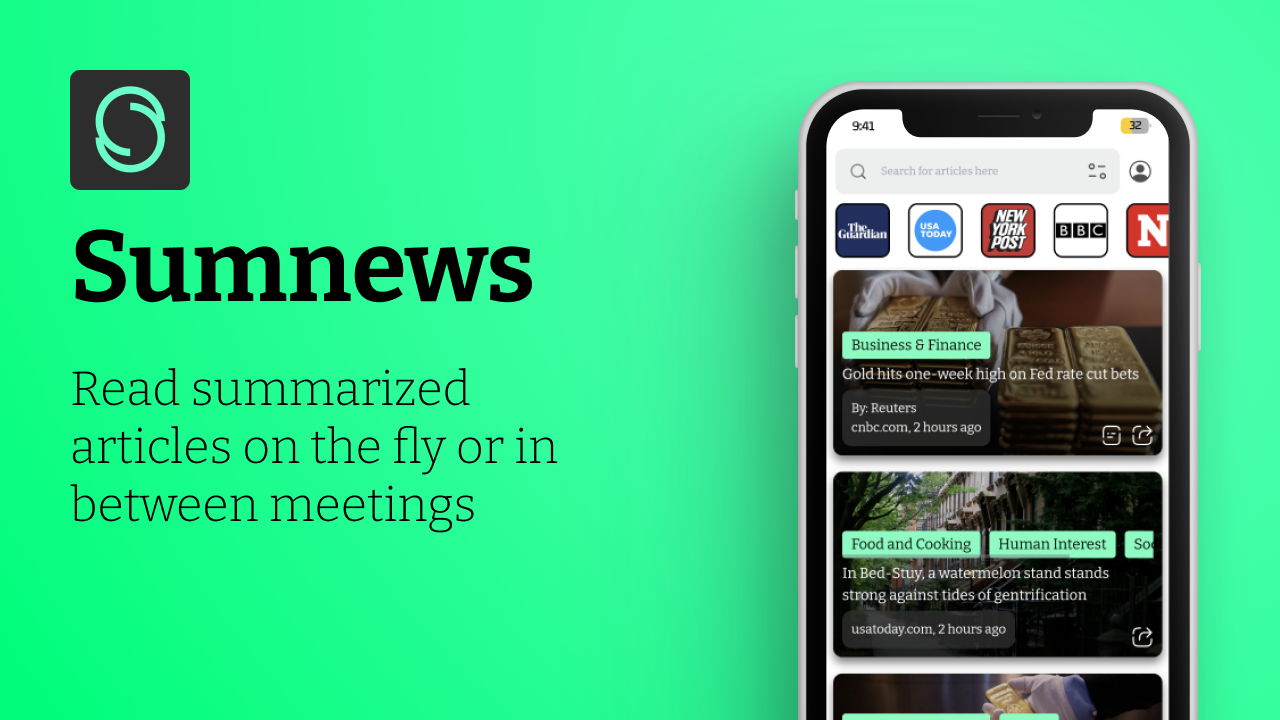 Sumnews
Read summarized
articles on the fly or in
between meetings
9:41
32
Search for articles here
The
Guardian
USA
TODAY
NEW
YORK
POST
BBC
N
Business & Finance
Gold hits one-week high on Fed rate cut bets
By: Reuters
cnbc.com, 2 hours ago
Food and Cooking
Human Interest
Soc
In Bed-Stuy, a watermelon stand stands
strong against tides of gentrification
usatoday.com, 2 hours ago